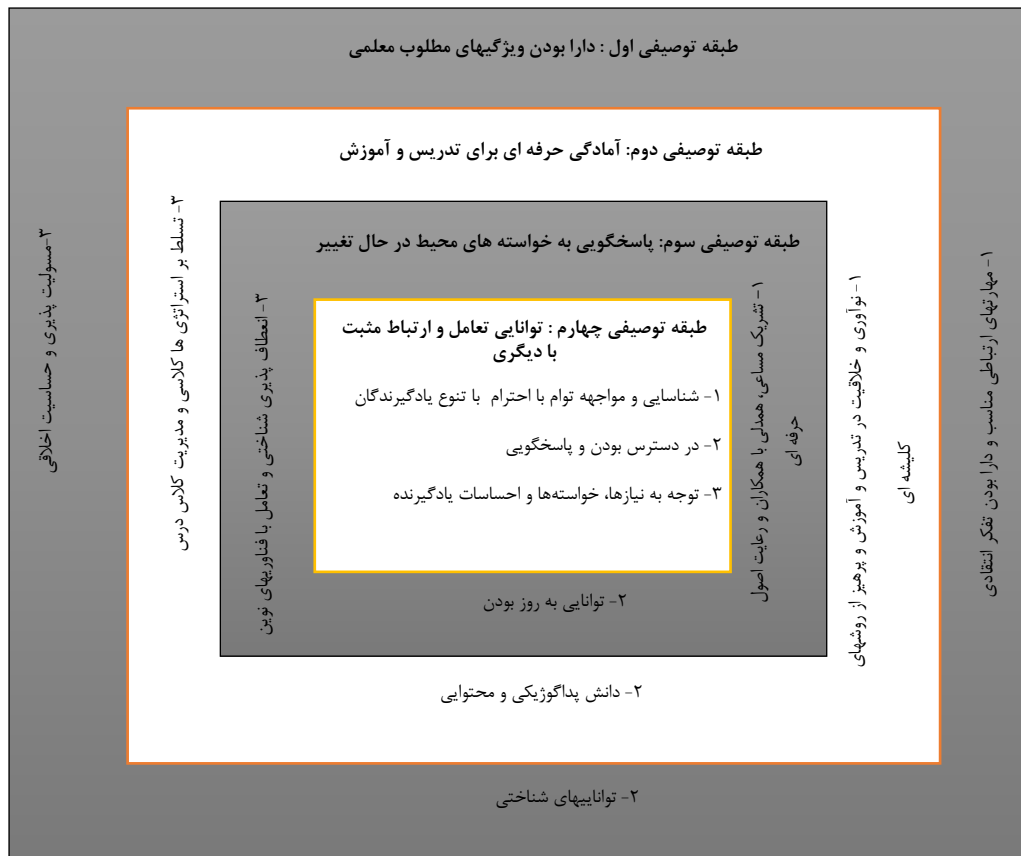 طبقه توصیفی اول : دارا بودن ویژگیهای مطلوب معلمی
۱- مهارتهای ارتباطی مناسب و دارا بودن تفکر انتقادی
۲- تواناییهای شناختی
۳-مسولیت پذیری و حساسیت اخلاقی
طبقه توصیفی دوم: آمادگی حرفه ای برای تدریس و آموزش
۱- نوآوری و خلاقیت در تدریس و آموزش و پرهیز از روشهای
کلیشه ای
۲- دانش پداگوژیکی و محتوایی
۳- تسلط بر استراتژی ها کلاسی و مدیریت کلاس درس
طبقه توصیفی سوم: پاسخگویی به خواسته های محیط در حال تغییر
۱- تشریک مساعی، همدلی با همکاران و رعایت اصول
حرفه ای
۲- توانایی به روز بودن
۳- انعطاف پذیری شناختی و تعامل با فناوریهای نوین
طبقه توصیفی چهارم : توانایی تعامل و ارتباط مثبت
با دیگری
۱- شناسایی و مواجهه توام با احترام با تنوع یادگیرندگان
۲- در دسترس بودن و پاسخگویی
۳- توجه به نیازها، خواسته‌ها و احساسات یادگیرنده